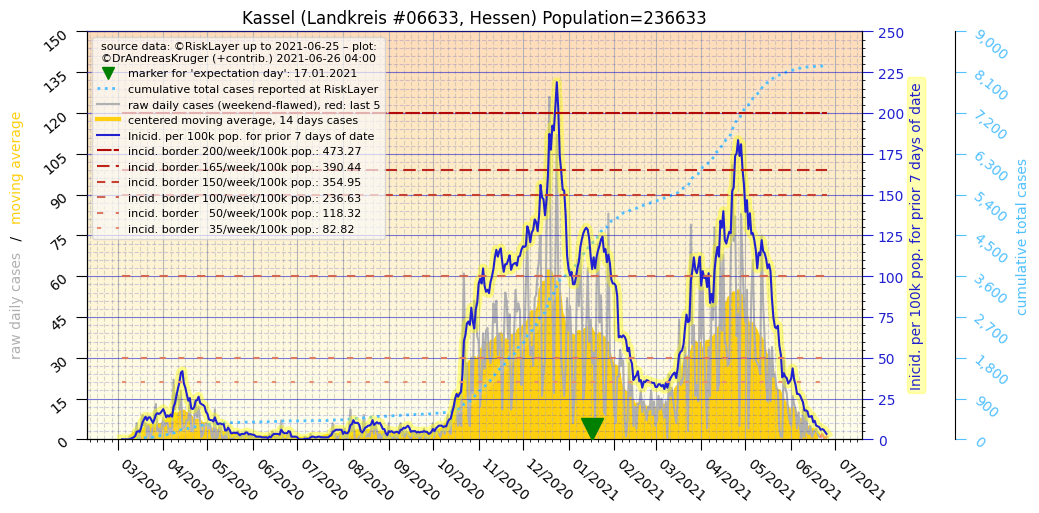 Kassel (Landkreis #06633, Hessen) Population=236633
source data: ©RiskLayer up to 2021-06-25 – plot:
©DrAndreasKruger (+contrib.) 2021-06-26 04:00
marker for 'expectation day': 17.01.2021
cumulative total cases reported at RiskLayer
raw daily cases (weekend-flawed), red: last 5
centered moving average, 14 days cases
Inicid. per 100k pop. for prior 7 days of date
incid. border 200/week/100k pop.: 473.27
incid. border 165/week/100k pop.: 390.44
incid. border 150/week/100k pop.: 354.95
incid. border 100/week/100k pop.: 236.63
incid. border   50/week/100k pop.: 118.32
incid. border   35/week/100k pop.: 82.82
raw daily cases / moving average
150
135
120
105
90
75
60
45
30
15
0
250
225
200
175
150
125
100
75
50
25
0
Inicid. per 100k pop. for prior 7 days of date
9,000
8,100
7,200
6,300
5,400
4,500
3,600
2,700
1,800
900
0
cumulative total cases
03/2020
04/2020
05/2020
06/2020
07/2020
08/2020
09/2020
10/2020
11/2020
12/2020
01/2021
02/2021
03/2021
04/2021
05/2021
06/2021
07/2021